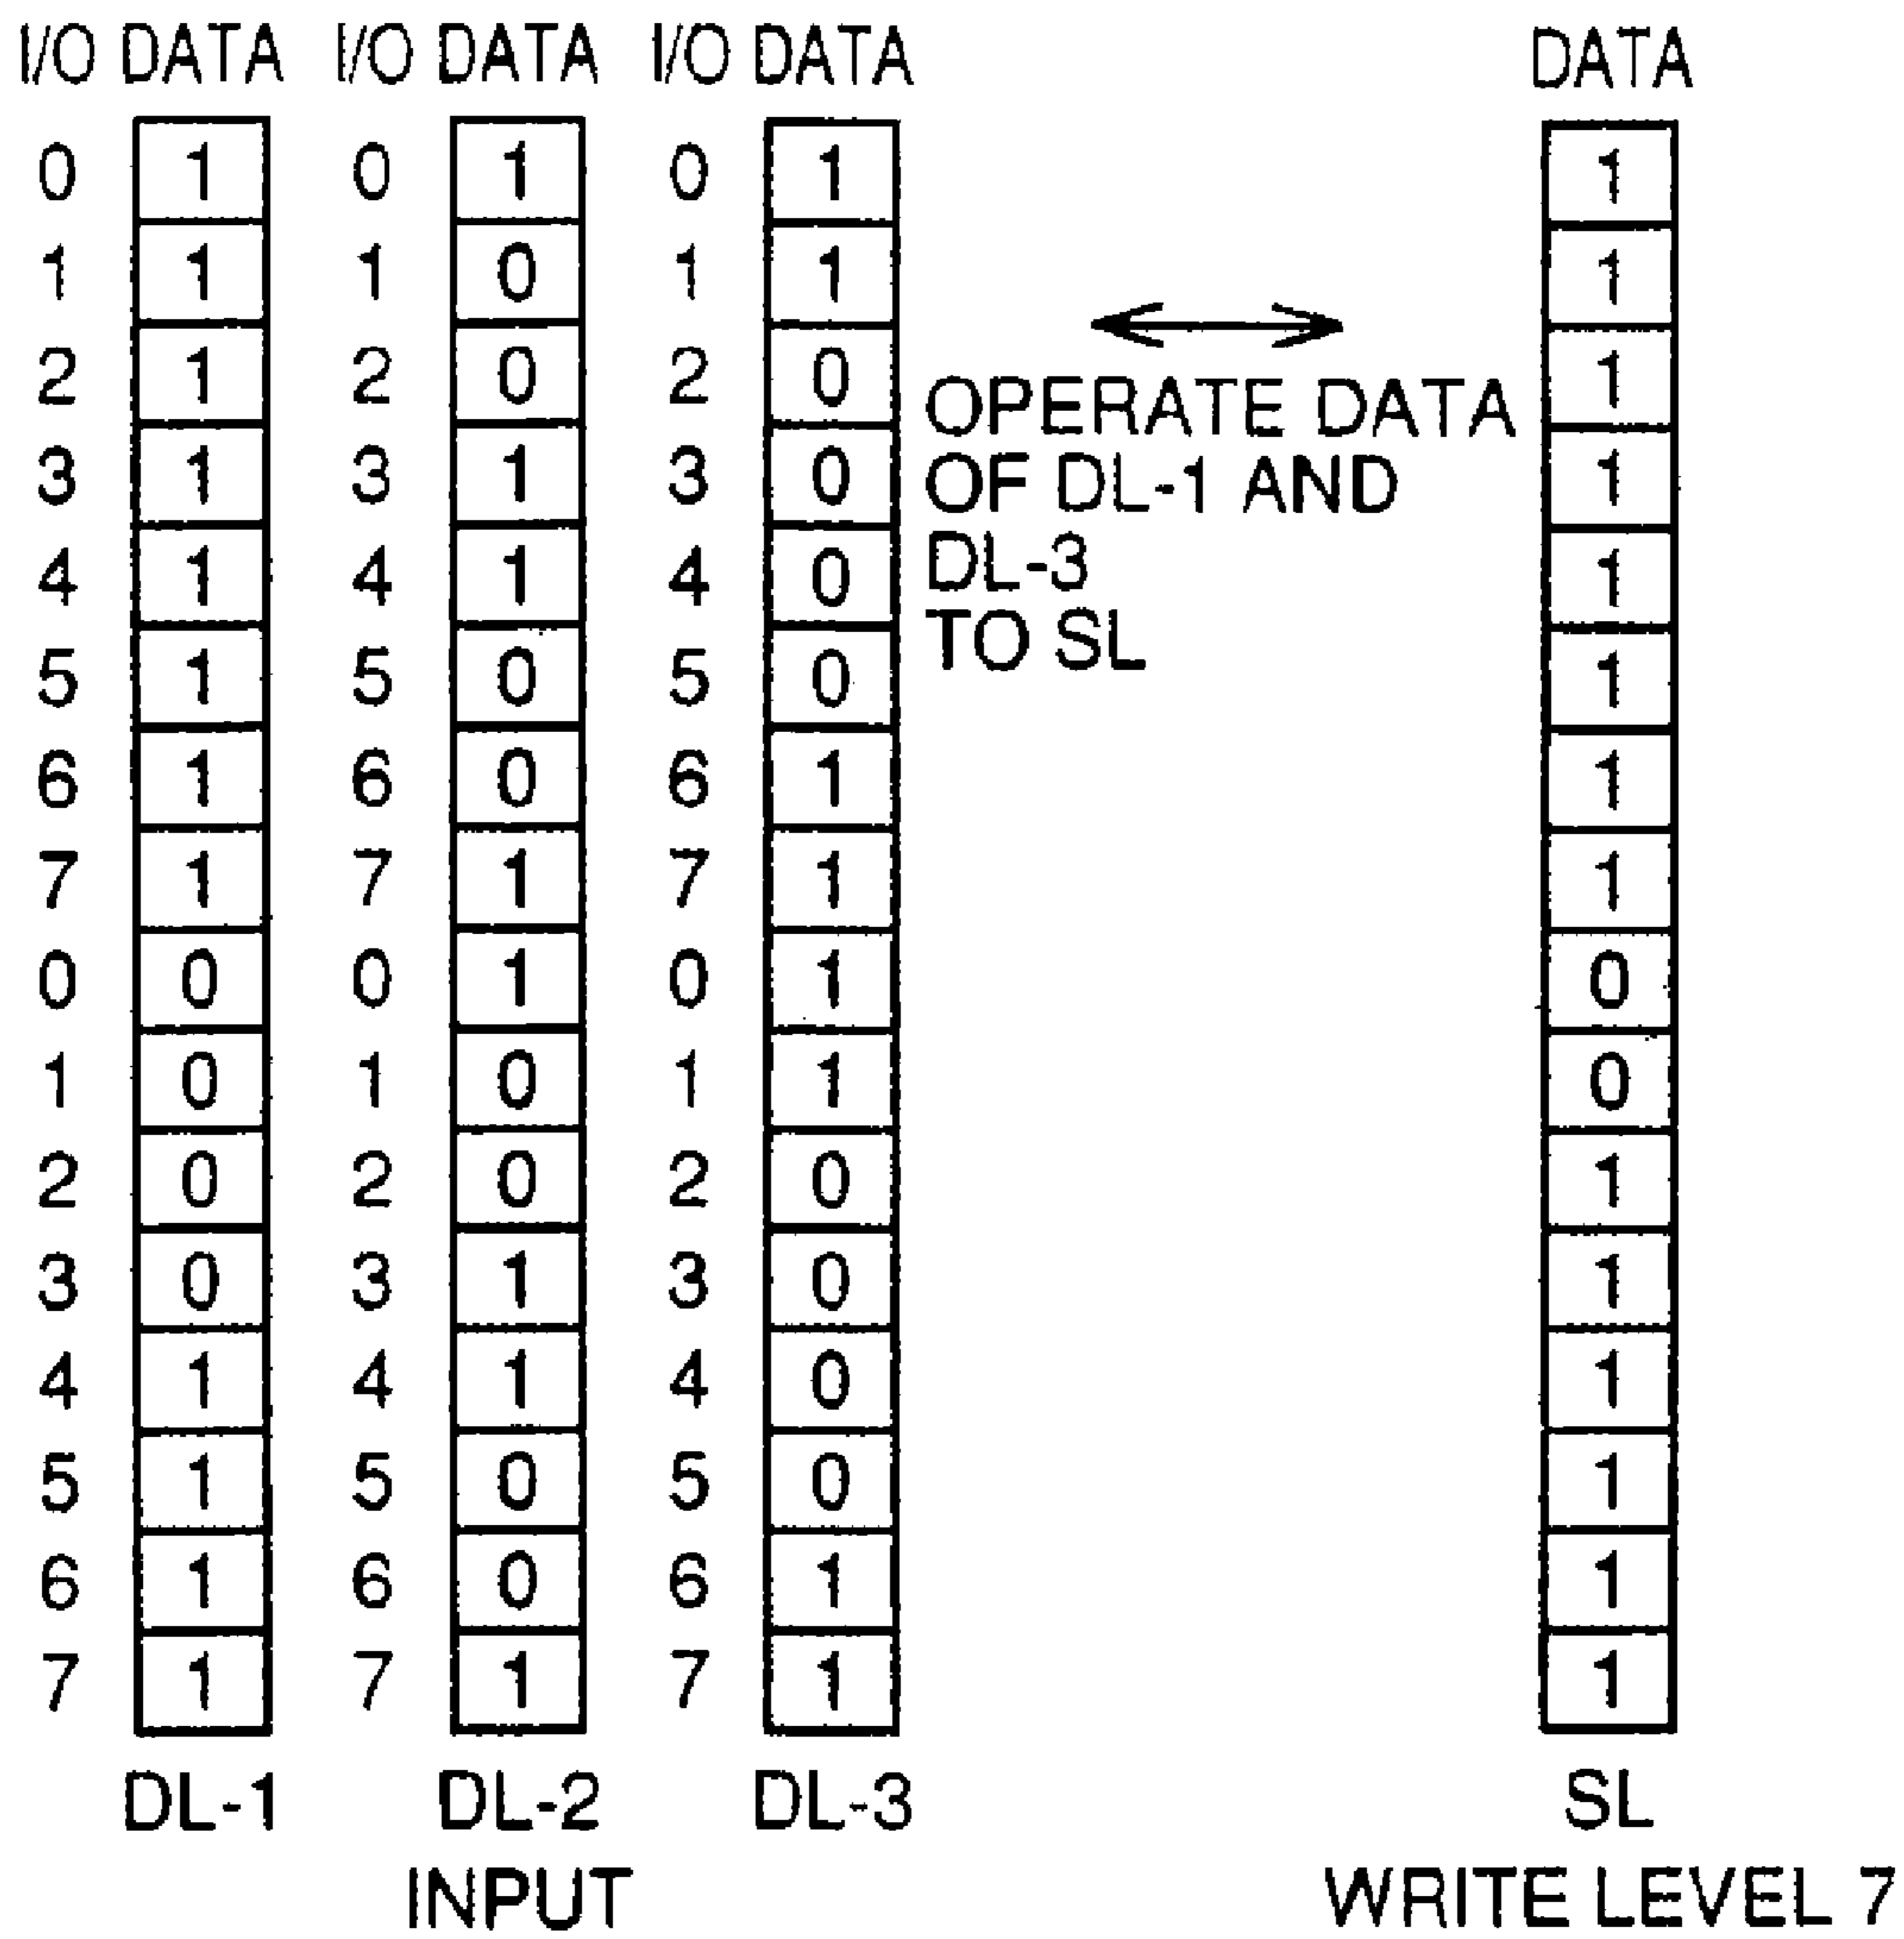 I/O DATA I/O DATA I/O DATA DATA
0 1 0 1 0 1 1
1 1 1 0 1 1 1
2 1 2 0 2 0 1
3 1 3 1 3 0 1
4 1 4 1 4 0 1
5 1 5 0 5 0 1
6 1 6 0 6 1 1
7 1 7 1 7 1 1
0 0 0 1 0 1 0
1 0 1 0 1 1 0
2 0 2 0 2 0 1
3 0 3 1 3 0 1
4 1 4 1 4 0 1
5 1 5 0 5 0 1
6 1 6 0 6 1 1
7 1 7 1 7 1 1
OPERATE DATA
OF DL-1 AND
DL-3
TO SL
DL-1 DL-2 DL-3 SL
INPUT WRITE LEVEL 7